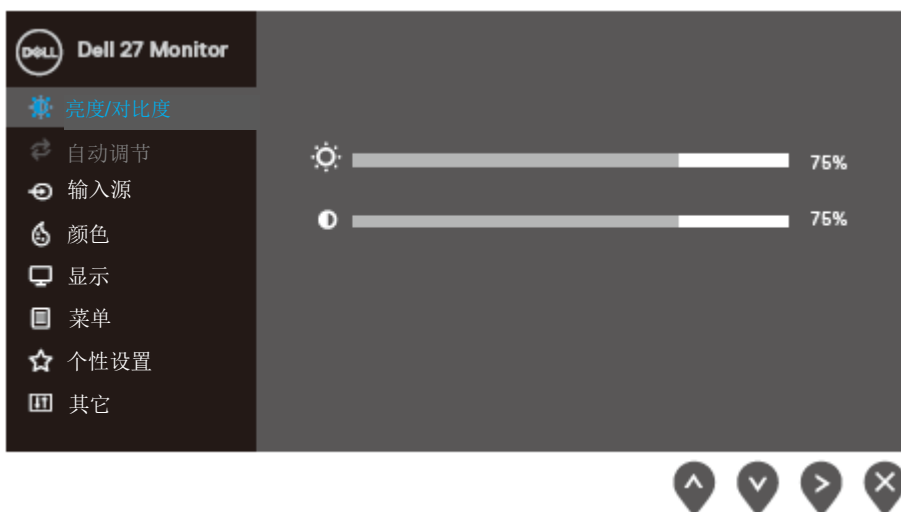 DELL
Dell 27 Monitor
亮度/对比度
自动调节
输入源
颜色
显示
菜单
个性设置
其它
75%
75%